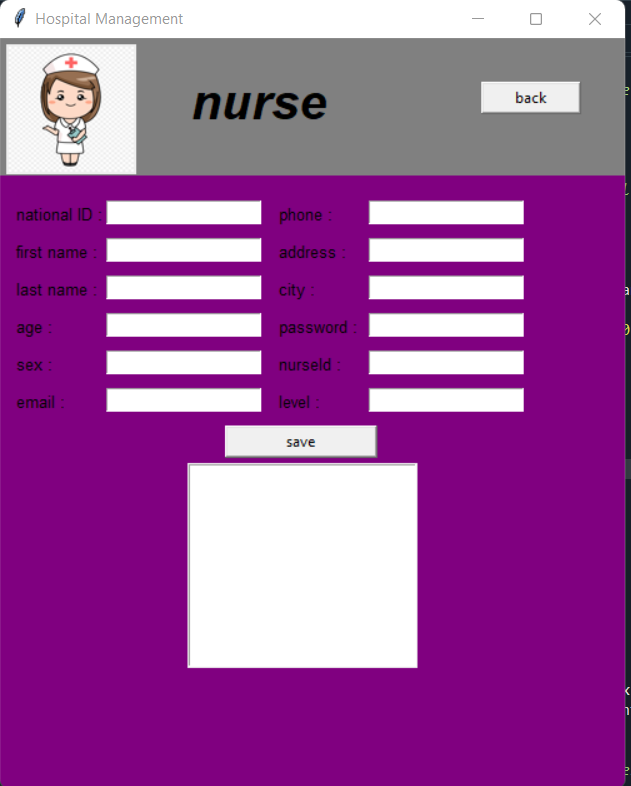 Hospital Management
nurse
back
national ID :
phone :
first name :
address :
last name :
city :
age :
password :
sex :
nurseId :
email :
level :
save